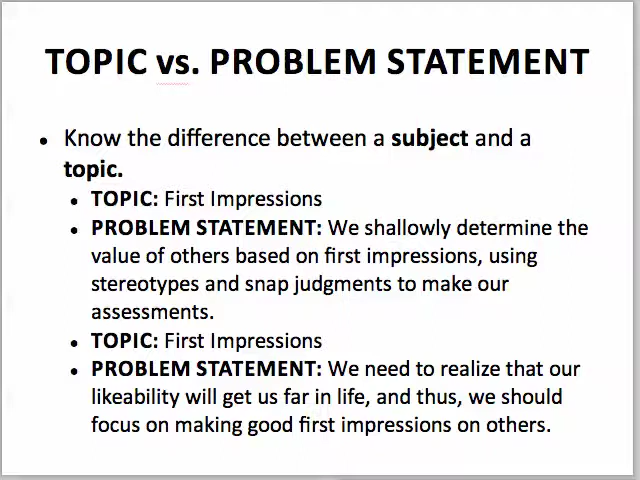 TOPIC vs. PROBLEM STATEMENT
• Know the difference between a subject and a
topic.
• TOPIC: First Impressions
• PROBLEM STATEMENT: We shallowly determine the
value of others based on first impressions, using
stereotypes and snap judgments to make our
assessments.
• TOPIC: First Impressions
• PROBLEM STATEMENT: We need to realize that our
likeability will get us far in life, and thus, we should
focus on making good first impressions on others.